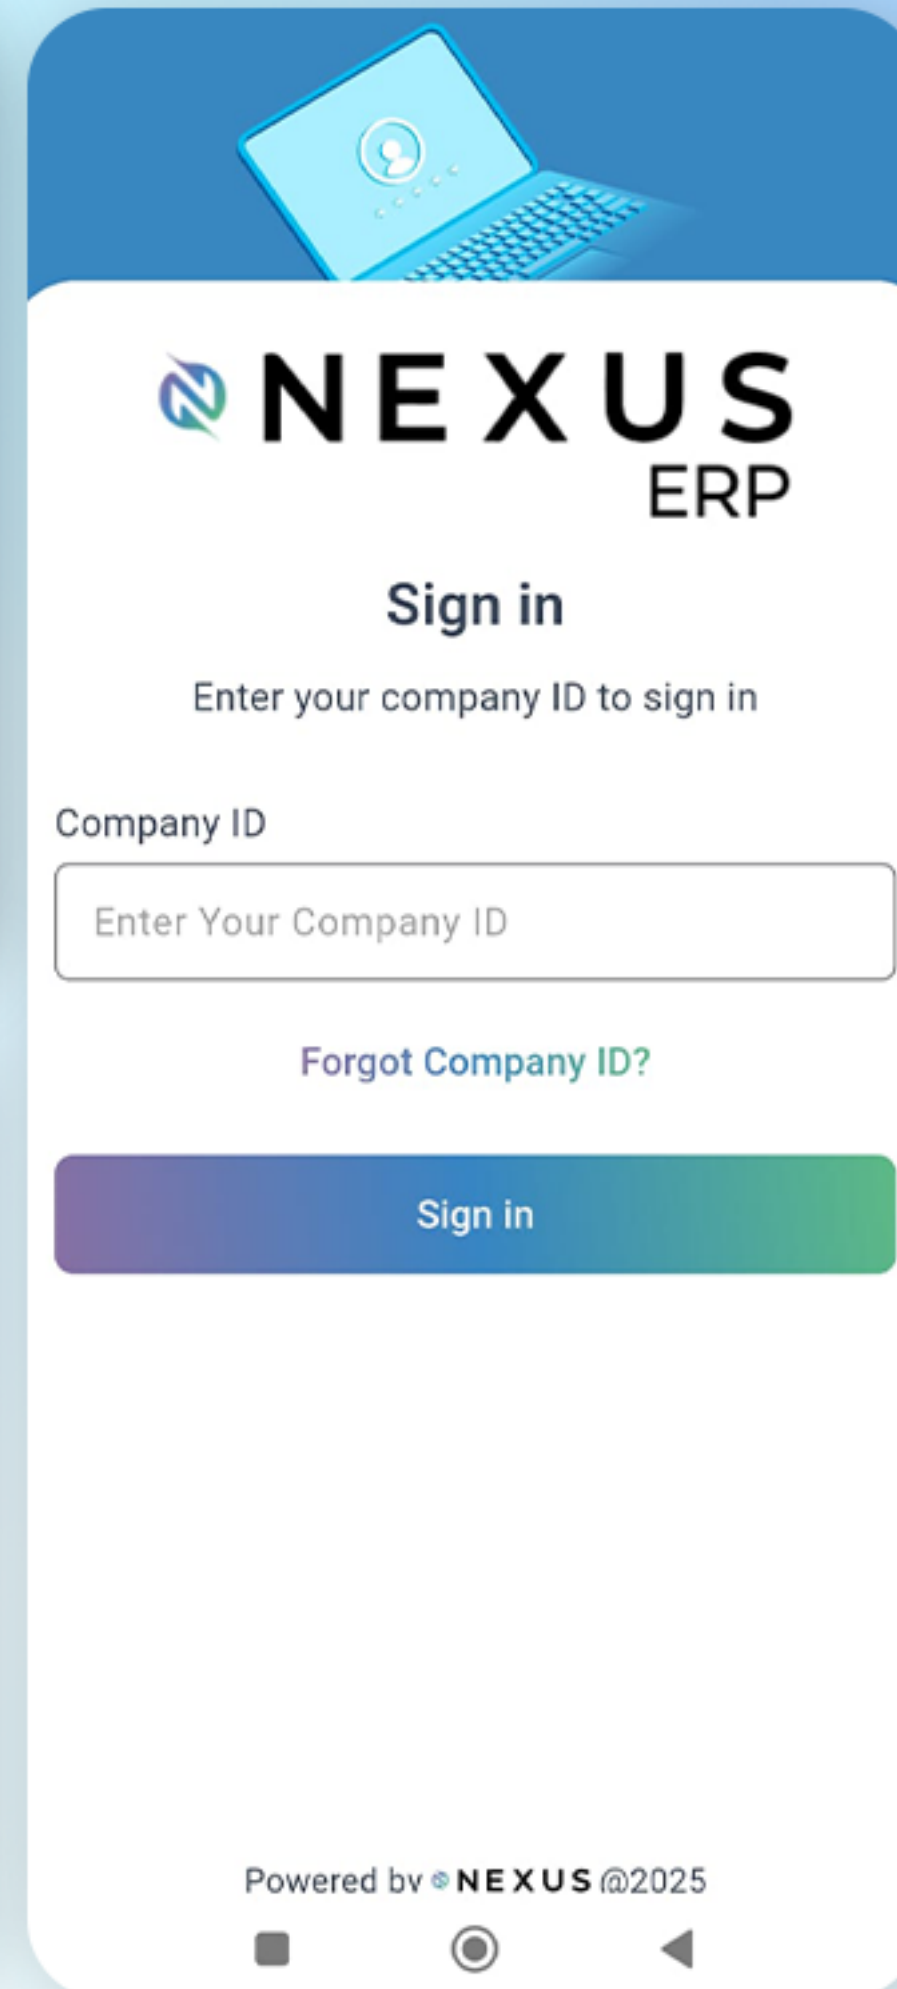 NEXUS
ERP
Sign in
Enter your company ID to sign in
Company ID
Enter Your Company ID
Forgot Company ID?
Sign in
Powered by NEXUS @2025